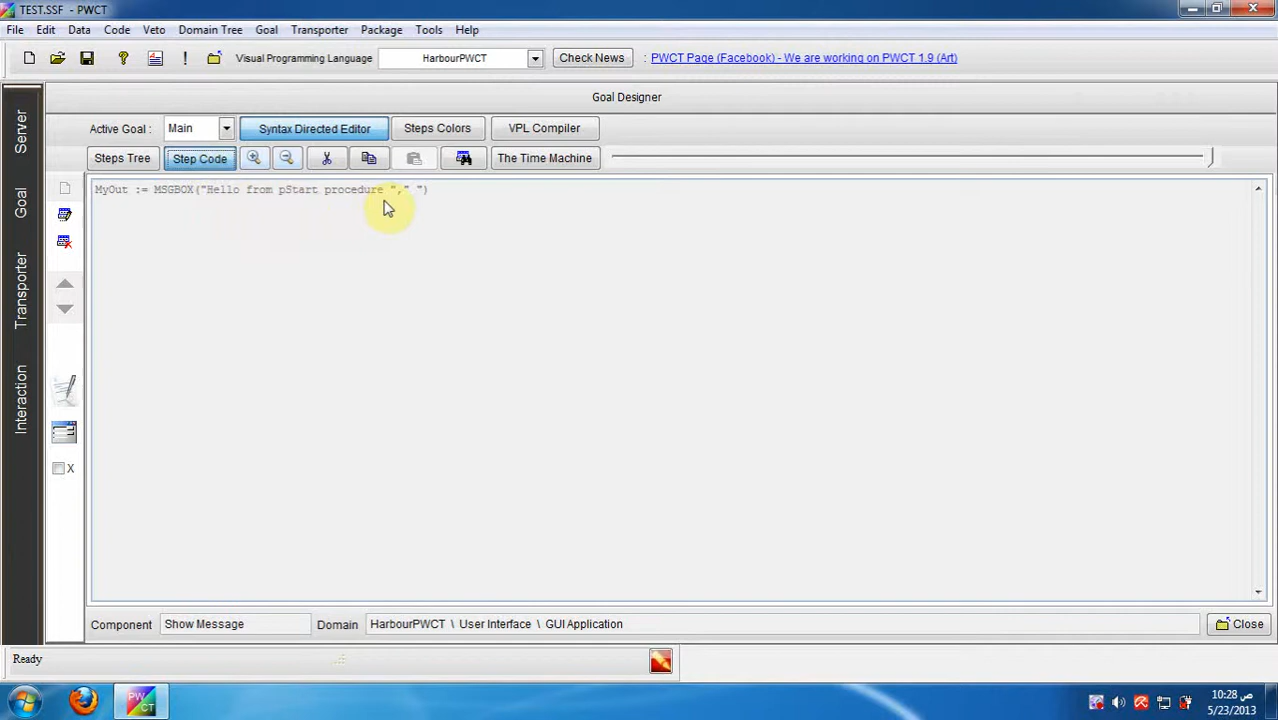 TEST.SSF - PWCT
File Edit Data Code Veto Domain Tree Goal Transporter Package Tools Help
Visual Programming Language HarbourPWCT Check News : PWCT Page (Facebook) - We are working on PWCT 1.9 (Art)
Goal Designer
Active Goal : Main Syntax Directed Editor Steps Colors VPL Compiler
Steps Tree Step Code The Time Machine
MyOut := MSGBOX("Hello from pStart procedure "," ")
Server
Goal
Transporter
Interaction
X
Component Show Message Domain HarbourPWCT \ User Interface \ GUI Application Close
Ready
PW
CT
10:28 ص
5/23/2013